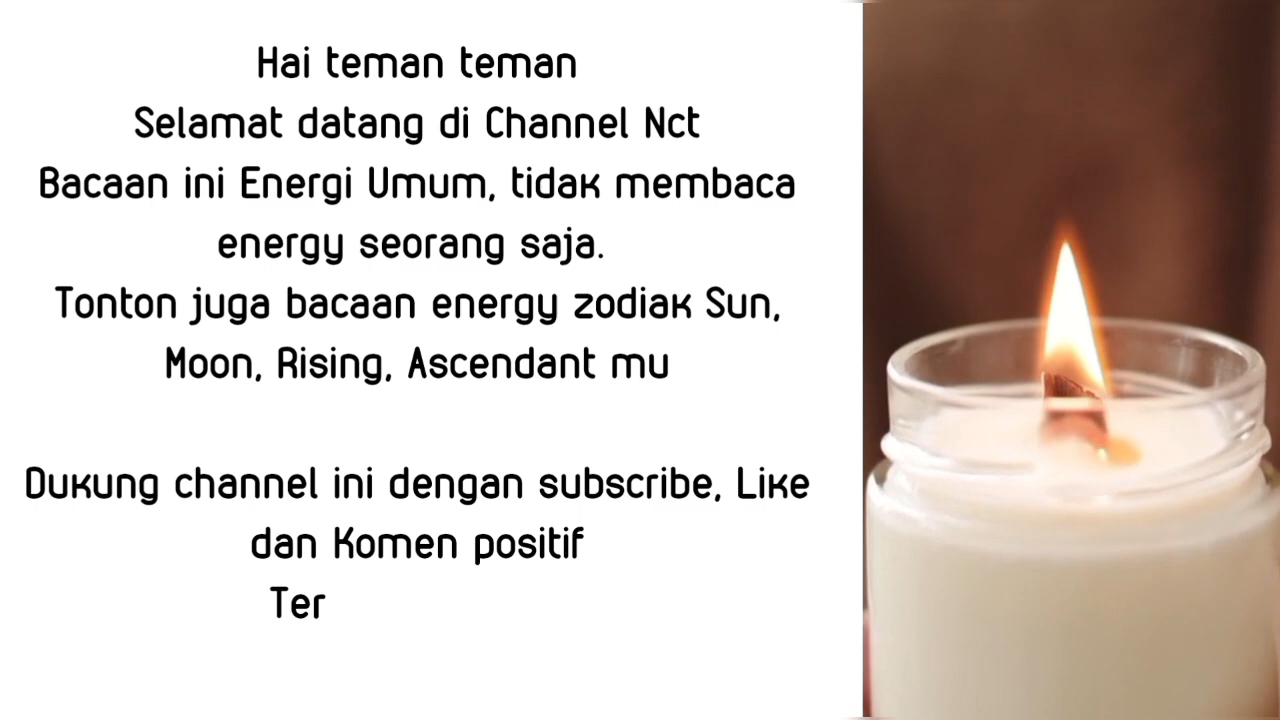 Hai teman teman
Selamat datang di Channel Nct
Bacaan ini Energi Umum, tidak membaca
energy seorang saja.
Tonton juga bacaan energy zodiak Sun,
Moon, Rising, Ascendant mu
Dukung channel ini dengan subscribe, Like
dan Komen positif
Ter